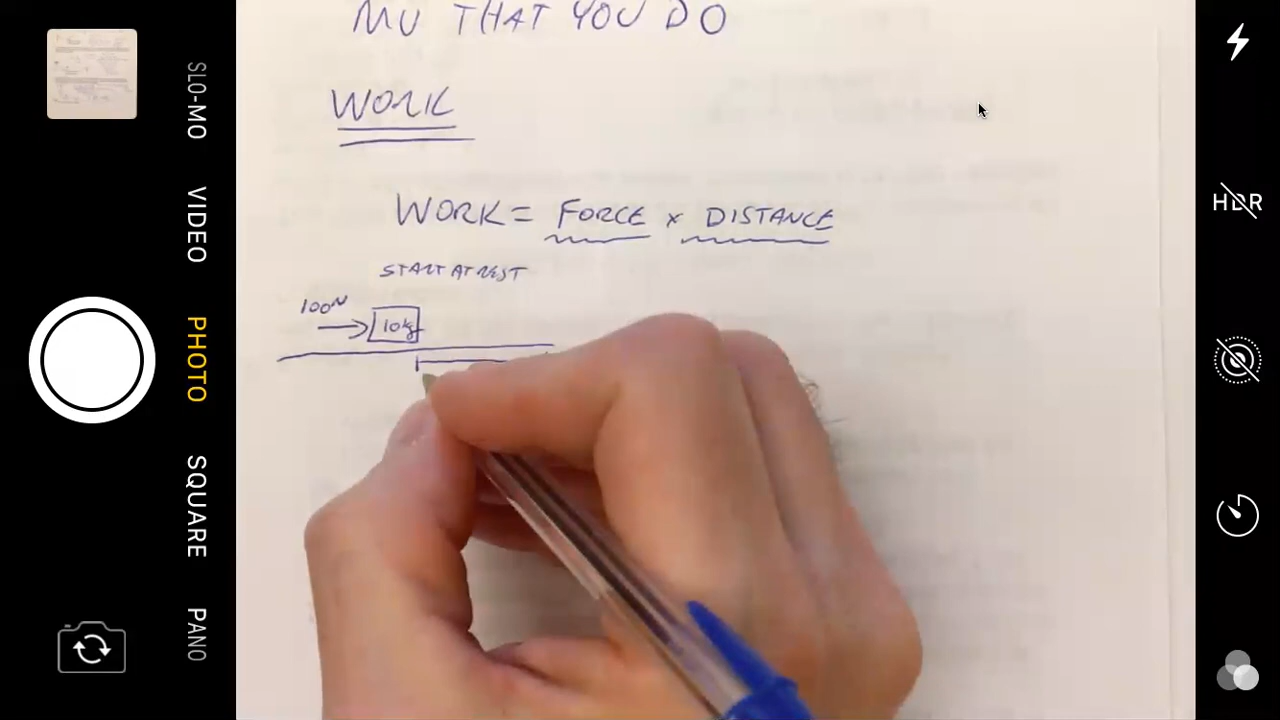 MV THAT YOU DO
WORK
WORK = FORCE x DISTANCE
START AT REST
100N
10kg
SLO-MO
VIDEO
PHOTO
SQUARE
PANO
HDR